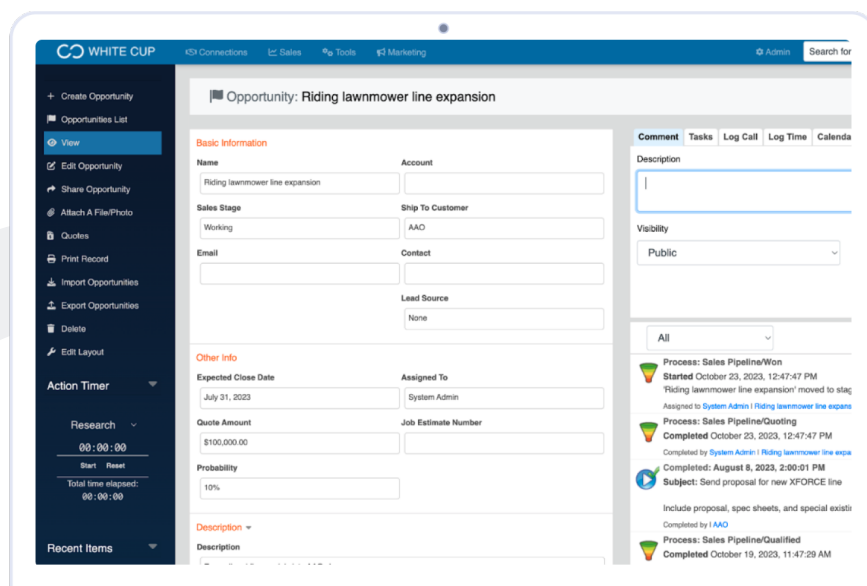 WHITE CUP
Connections Sales Tools Marketing Admin Search for
Create Opportunity
Opportunities List
View
Edit Opportunity
Share Opportunity
Attach A File/Photo
Quotes
Print Record
Import Opportunities
Export Opportunities
Delete
Edit Layout
Action Timer
Research
00:00:00
Start Reset
Total time elapsed:
00:00:00
Recent Items
Opportunity: Riding lawnmower line expansion
Basic Information
Name Account
Riding lawnmower line expansion
Sales Stage Ship To Customer
Working AAO
Email Contact
Lead Source
None
Other Info
Expected Close Date Assigned To
July 31, 2023 System Admin
Quote Amount Job Estimate Number
$100,000.00
Probability
10%
Description
Description
Comment Tasks Log Call Log Time Calenda
Description
Visibility
Public
All
Process: Sales Pipeline/Won
Started October 23, 2023, 12:47:47 PM
'Riding lawnmower line expansion' moved to stag
Assigned to System Admin | Riding lawnmower line expans
Process: Sales Pipeline/Quoting
Completed October 23, 2023, 12:47:47 PM
Completed by System Admin | Riding lawnmower line expa
Completed: August 8, 2023, 2:00:01 PM
Subject: Send proposal for new XFORCE line
Include proposal, spec sheets, and special existin
Completed by | AAO
Process: Sales Pipeline/Qualified
Completed October 19, 2023, 11:47:29 AM